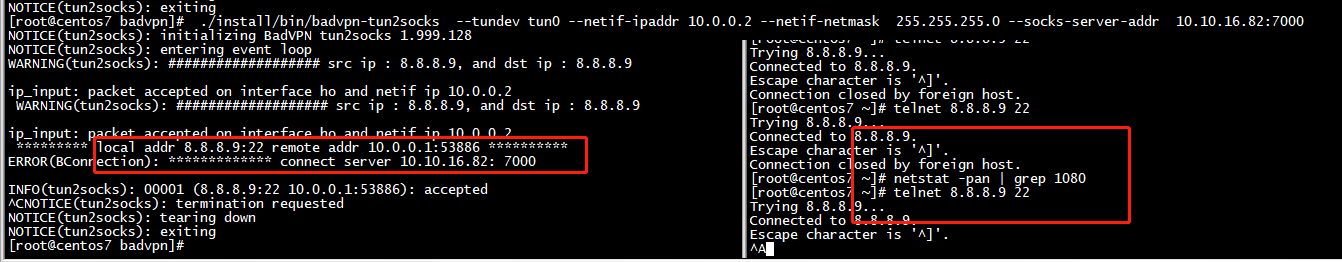 NOTICE(tun2socks): exiting
[root@centos7 badvpn]#  ./install/bin/badvpn-tun2socks  --tundev tun0 --netif-ipaddr 10.0.0.2 --netif-netmask  255.255.255.0 --socks-server-addr  10.10.16.82:7000
NOTICE(tun2socks): initializing BadVPN tun2socks 1.999.128
NOTICE(tun2socks): entering event loop
WARNING(tun2socks): ################### src ip : 8.8.8.9, and dst ip : 8.8.8.9
ip_input: packet accepted on interface ho and netif ip 10.0.0.2
 WARNING(tun2socks): ################### src ip : 8.8.8.9, and dst ip : 8.8.8.9
ip_input: packet accepted on interface ho and netif ip 10.0.0.2
 ********* local addr 8.8.8.9:22 remote addr 10.0.0.1:53886 **********
ERROR(BConnection): ************* connect server 10.10.16.82: 7000
INFO(tun2socks): 00001 (8.8.8.9:22 10.0.0.1:53886): accepted
^CNOTICE(tun2socks): termination requested
NOTICE(tun2socks): tearing down
NOTICE(tun2socks): exiting
[root@centos7 badvpn]#
Trying 8.8.8.9...
Connected to 8.8.8.9.
Escape character is '^]'.
Connection closed by foreign host.
[root@centos7 ~]# telnet 8.8.8.9 22
Trying 8.8.8.9...
Connected to 8.8.8.9.
Escape character is '^]'.
Connection closed by foreign host.
[root@centos7 ~]# netstat -pan | grep 1080
[root@centos7 ~]# telnet 8.8.8.9 22
Trying 8.8.8.9...
Connected to 8.8.8.9.
Escape character is '^]'.
^A